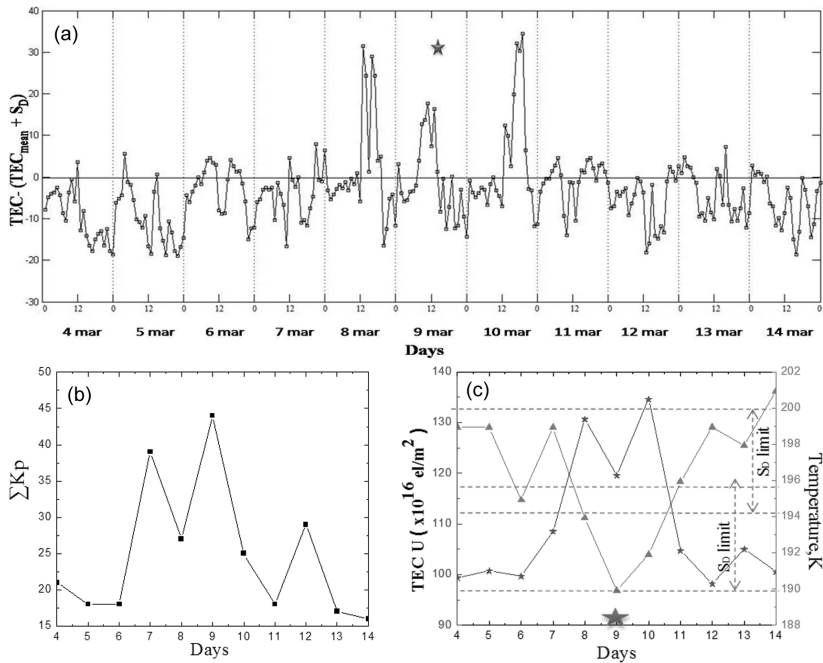 (a)
TEC- (TECmean + SD)
40
30
20
10
0
-10
-20
-30
0 12 0 12 0 12 0 12 0 12 0 12 0 12 0 12 0 12 0 12 0 12 0
4 mar 5 mar 6 mar 7 mar 8 mar 9 mar 10 mar 11 mar 12 mar 13 mar 14 mar
Days
(b)
∑Kp
50
45
40
35
30
25
20
15
4 5 6 7 8 9 10 11 12 13 14
Days
(c)
TEC U ( x10¹⁶ el/m²)
140
130
120
110
100
90
4 5 6 7 8 9 10 11 12 13 14
Days
202
200
198
196
194
192
190
188
Temperature,K
SD limit
SD limit